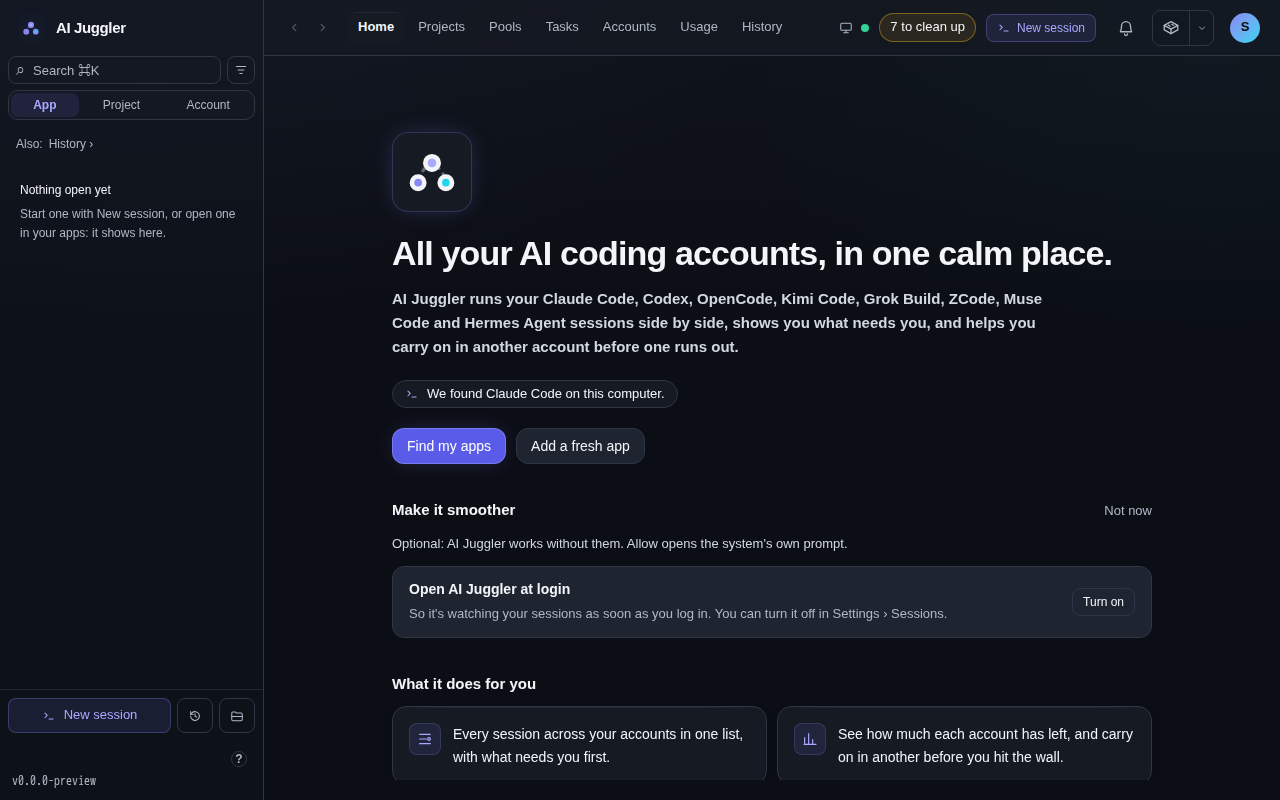 AI Juggler
Search ⌘K
App
Project
Account
Also: History ›
Nothing open yet
Start one with New session, or open one
in your apps: it shows here.
New session
?
v0.0.0-preview
Home
Projects
Pools
Tasks
Accounts
Usage
History
7 to clean up
New session
S
All your AI coding accounts, in one calm place.
AI Juggler runs your Claude Code, Codex, OpenCode, Kimi Code, Grok Build, ZCode, Muse
Code and Hermes Agent sessions side by side, shows you what needs you, and helps you
carry on in another account before one runs out.
We found Claude Code on this computer.
Find my apps
Add a fresh app
Make it smoother
Not now
Optional: AI Juggler works without them. Allow opens the system's own prompt.
Open AI Juggler at login
So it's watching your sessions as soon as you log in. You can turn it off in Settings › Sessions.
Turn on
What it does for you
Every session across your accounts in one list,
with what needs you first.
See how much each account has left, and carry
on in another before you hit the wall.